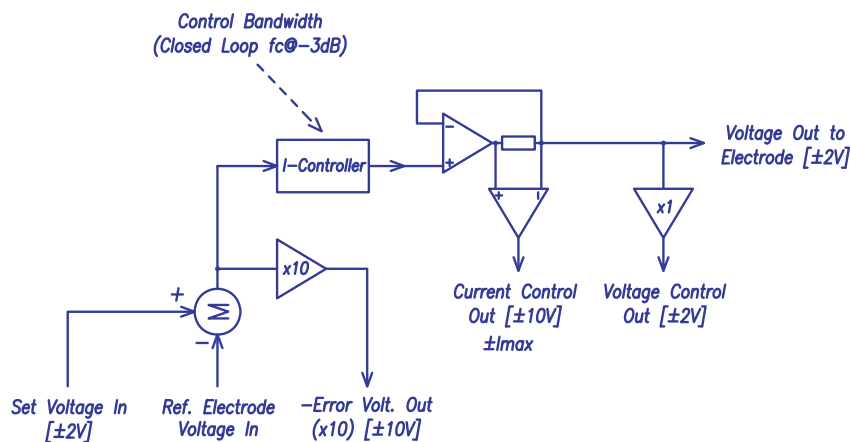 Control Bandwidth
(Closed Loop fc@-3dB)
I-Controller
-
+
Voltage Out to
Electrode [±2V]
+
-
x1
x10
+
Σ
-
Current Control
Out [±10V]
±Imax
Voltage Control
Out [±2V]
Set Voltage In
[±2V]
Ref. Electrode
Voltage In
-Error Volt. Out
(x10) [±10V]